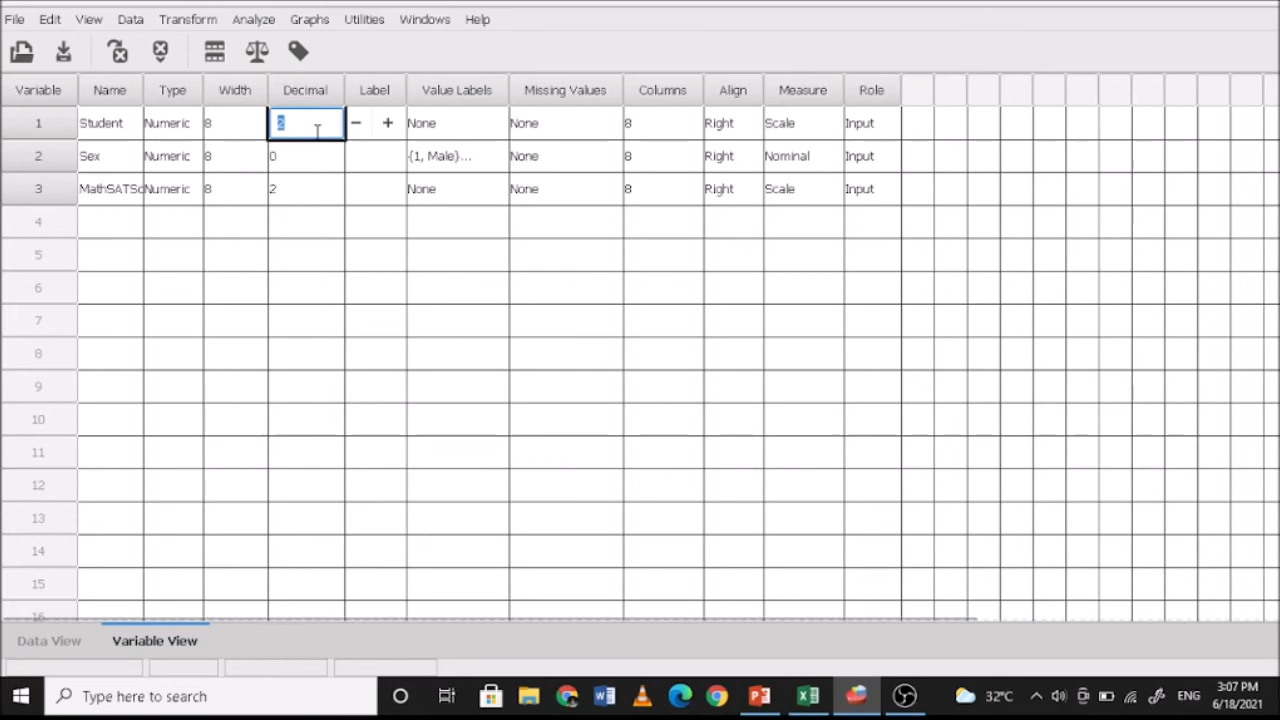 File Edit View Data Transform Analyze Graphs Utilities Windows Help
Variable Name Type Width Decimal Label Value Labels Missing Values Columns Align Measure Role
1 Student Numeric 8 2 − + None None 8 Right Scale Input
2 Sex Numeric 8 0 {1, Male}... None 8 Right Nominal Input
3 MathSATSc Numeric 8 2 None None 8 Right Scale Input
4
5
6
7
8
9
10
11
12
13
14
15
16
Data View Variable View
Type here to search 32°C ENG 3:07 PM
6/18/2021